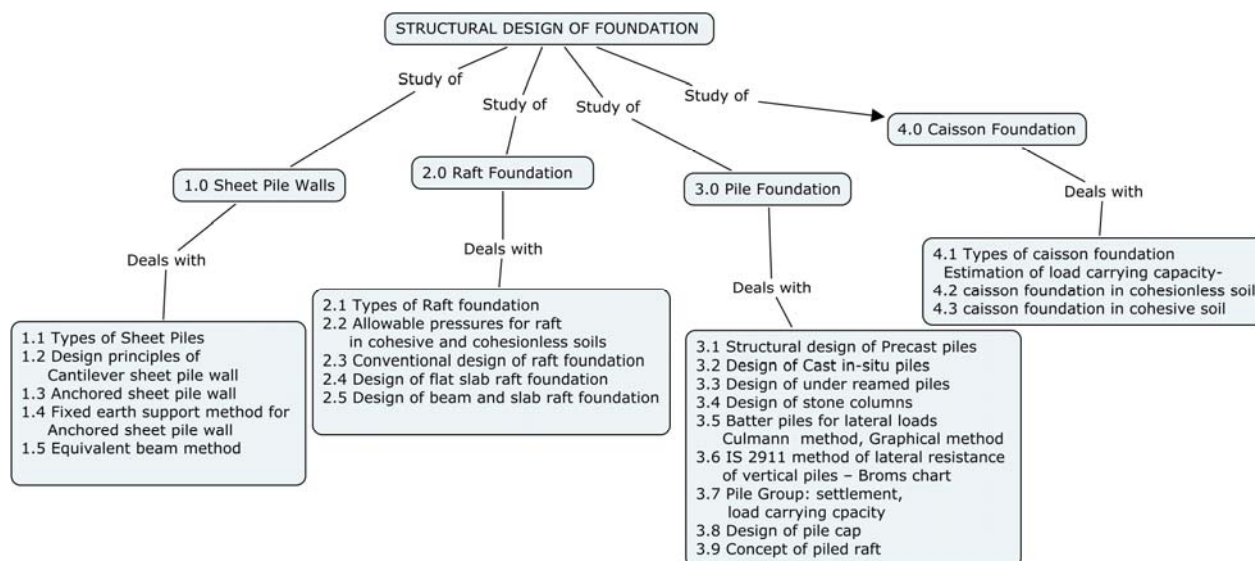 STRUCTURAL DESIGN OF FOUNDATION
Study of
Study of
Study of
Study of
1.0 Sheet Pile Walls
2.0 Raft Foundation
3.0 Pile Foundation
4.0 Caisson Foundation
Deals with
Deals with
Deals with
Deals with
1.1 Types of Sheet Piles
1.2 Design principles of
Cantilever sheet pile wall
1.3 Anchored sheet pile wall
1.4 Fixed earth support method for
Anchored sheet pile wall
1.5 Equivalent beam method
2.1 Types of Raft foundation
2.2 Allowable pressures for raft
in cohesive and cohesionless soils
2.3 Conventional design of raft foundation
2.4 Design of flat slab raft foundation
2.5 Design of beam and slab raft foundation
3.1 Structural design of Precast piles
3.2 Design of Cast in-situ piles
3.3 Design of under reamed piles
3.4 Design of stone columns
3.5 Batter piles for lateral loads
Culmann method, Graphical method
3.6 IS 2911 method of lateral resistance
of vertical piles – Broms chart
3.7 Pile Group: settlement,
load carrying cpacity
3.8 Design of pile cap
3.9 Concept of piled raft
4.1 Types of caisson foundation
Estimation of load carrying capacity-
4.2 caisson foundation in cohesionless soil
4.3 caisson foundation in cohesive soil